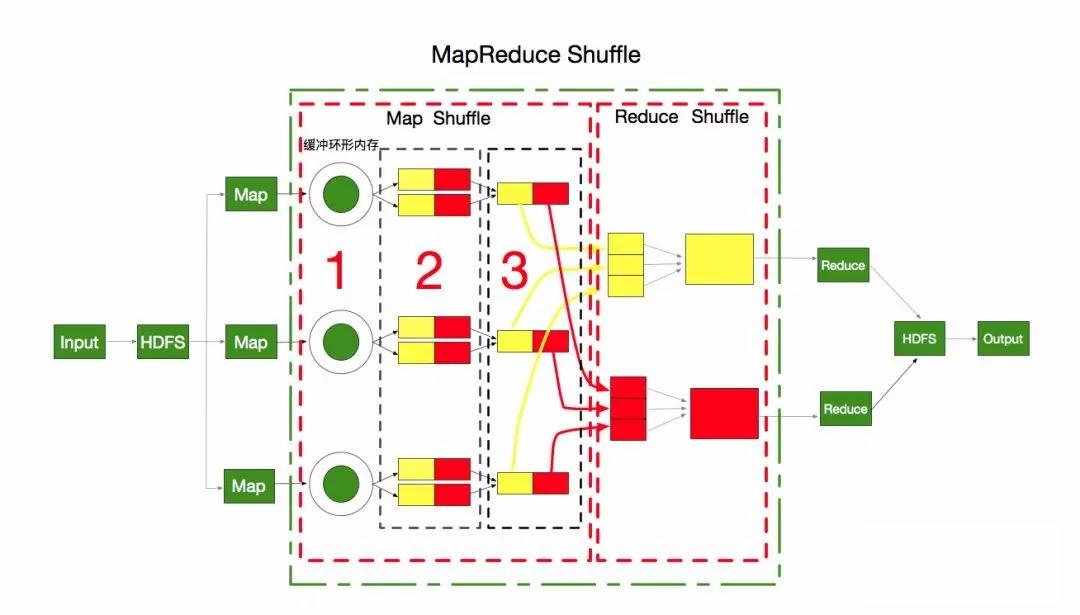 MapReduce Shuffle
Map Shuffle
Reduce Shuffle
缓冲环形内存
Map
1
2
3
Reduce
Input
HDFS
Map
HDFS
Output
Reduce
Map